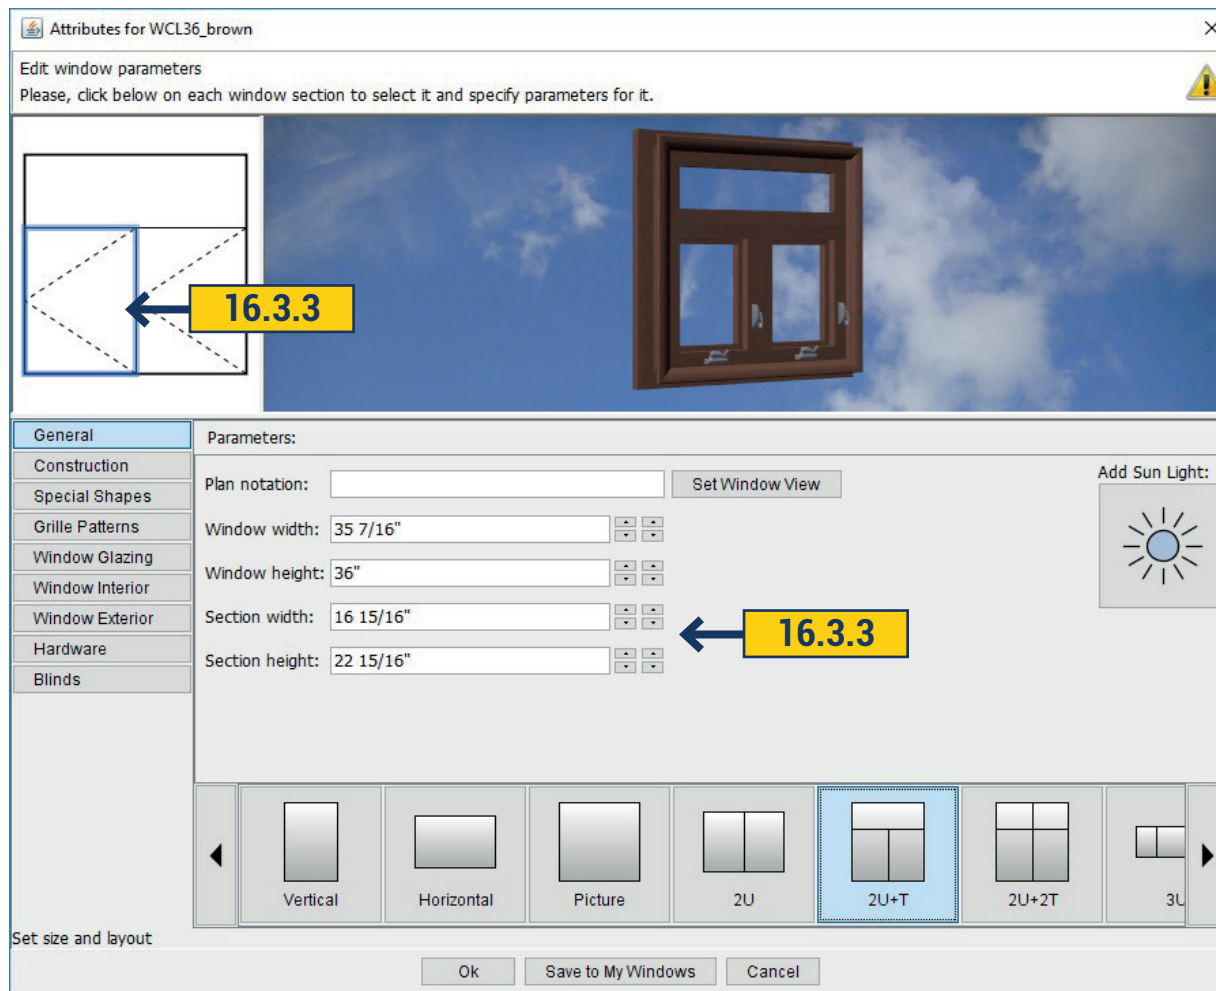 Attributes for WCL36_brown
Edit window parameters
Please, click below on each window section to select it and specify parameters for it.
16.3.3
General
Construction
Special Shapes
Grille Patterns
Window Glazing
Window Interior
Window Exterior
Hardware
Blinds
Parameters:
Plan notation:
Set Window View
Add Sun Light:
Window width: 35 7/16"
Window height: 36"
Section width: 16 15/16"
16.3.3
Section height: 22 15/16"
Vertical
Horizontal
Picture
2U
2U+T
2U+2T
3U
Set size and layout
Ok
Save to My Windows
Cancel